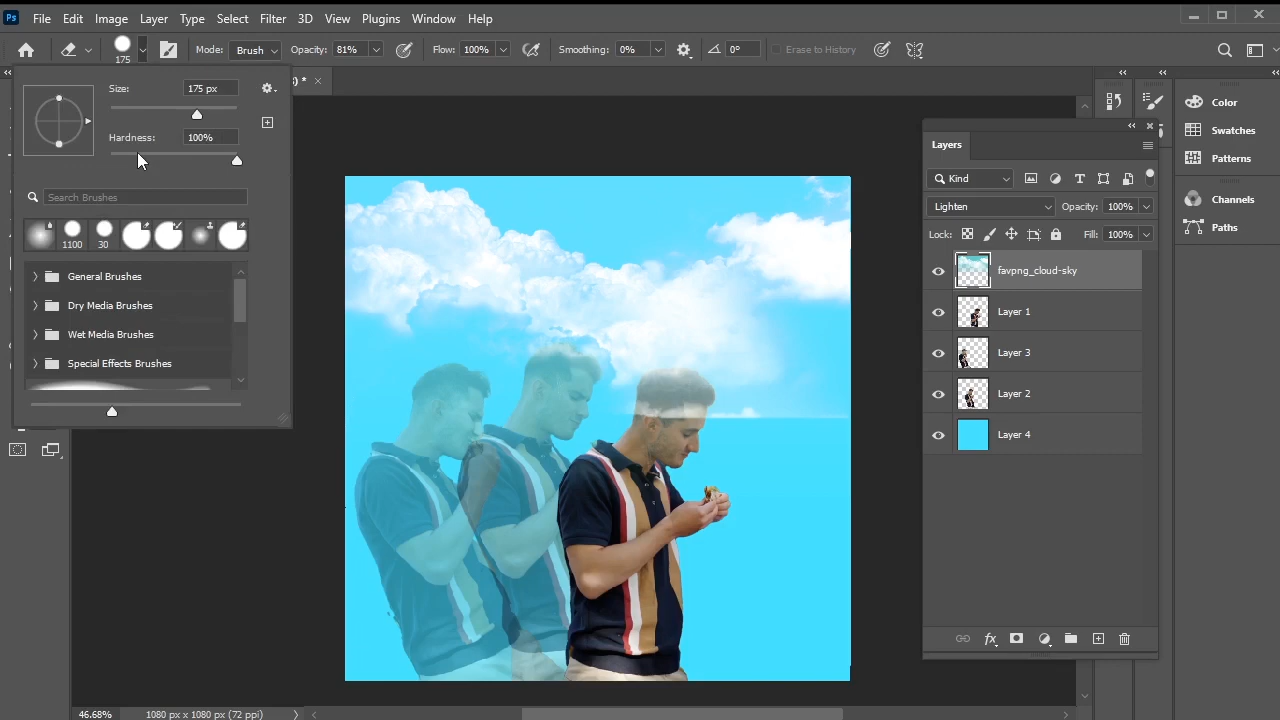 Ps File Edit Image Layer Type Select Filter 3D View Plugins Window Help
175 Mode: Brush Opacity: 81% Flow: 100% Smoothing: 0% 0° Erase to History
) * ×
Size: 175 px
Hardness: 100%
Search Brushes
1100 30
General Brushes
Dry Media Brushes
Wet Media Brushes
Special Effects Brushes
Layers
Kind
Lighten Opacity: 100%
Lock: Fill: 100%
favpng_cloud-sky
Layer 1
Layer 3
Layer 2
Layer 4
fx
Color
Swatches
Patterns
Channels
Paths
46.68% 1080 px x 1080 px (72 ppi)